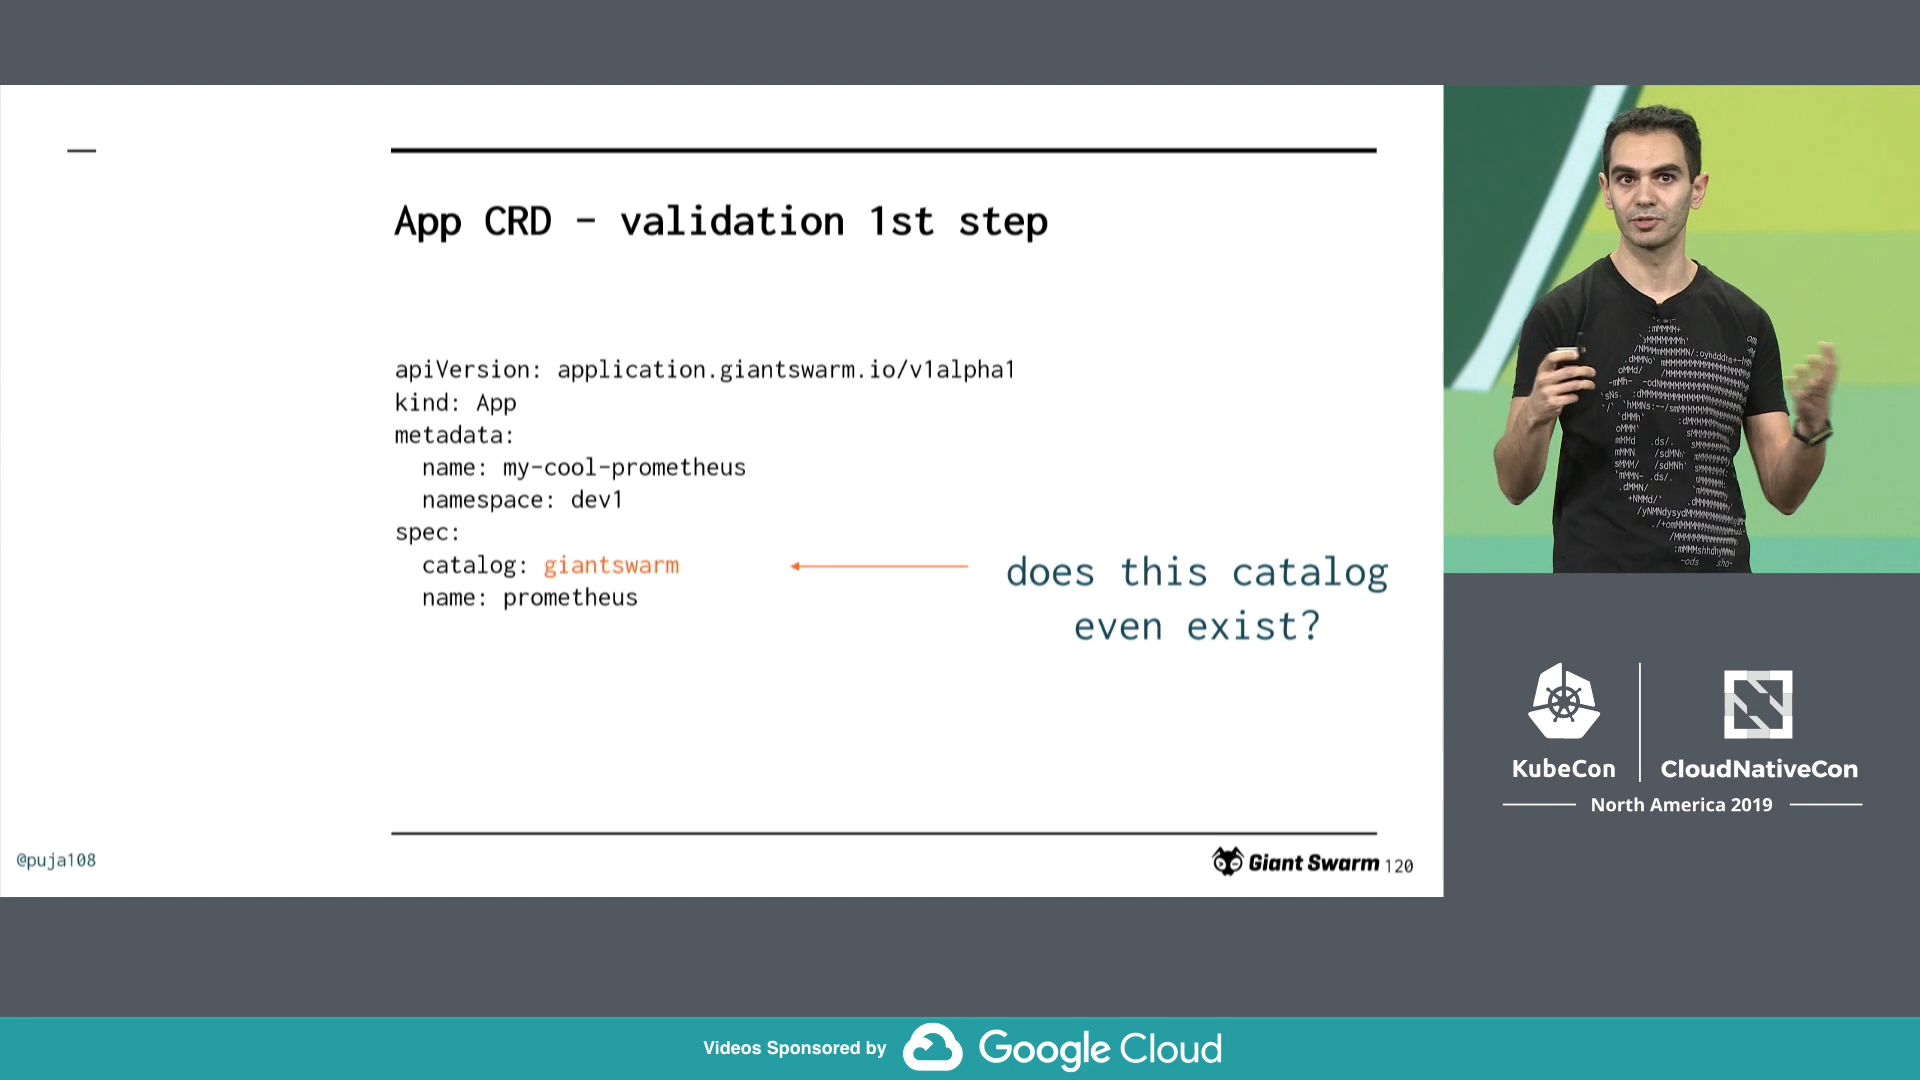 App CRD - validation 1st step
apiVersion: application.giantswarm.io/v1alpha1
kind: App
metadata:
  name: my-cool-prometheus
  namespace: dev1
spec:
  catalog: giantswarm
  name: prometheus
does this catalog
even exist?
@puja108
Giant Swarm 120
KubeCon
CloudNativeCon
North America 2019
Videos Sponsored by
Google Cloud